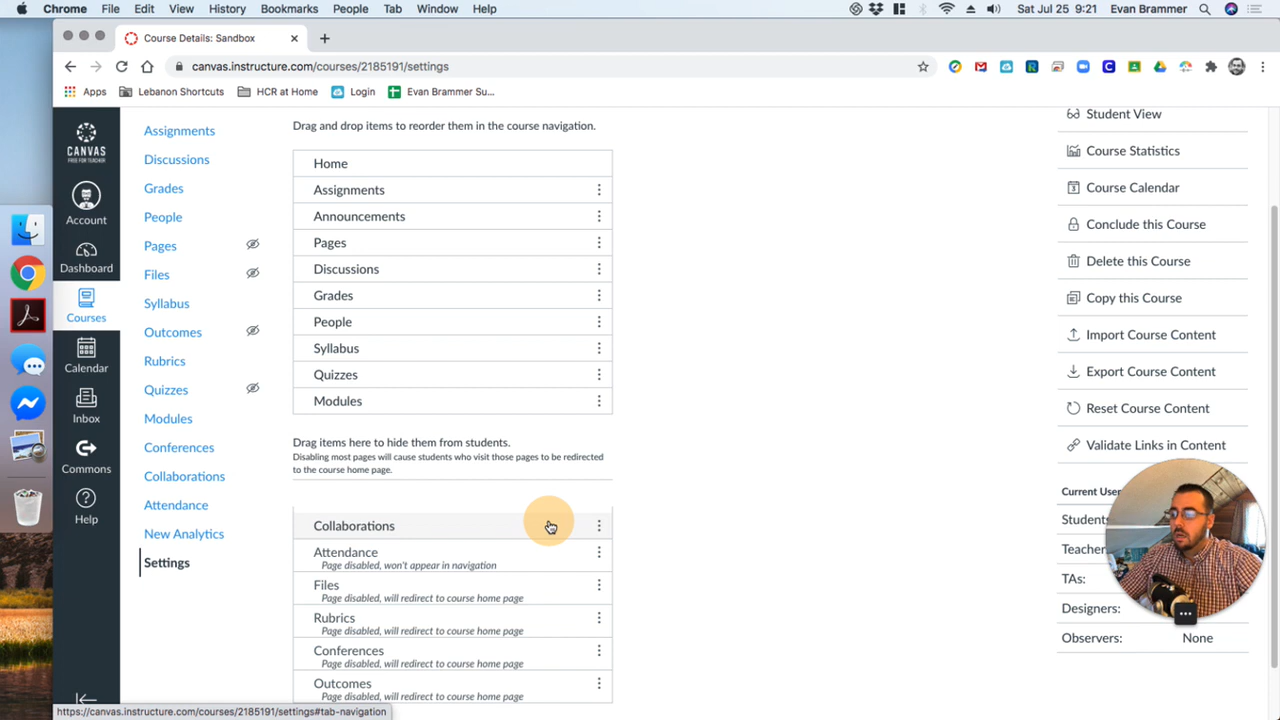 Chrome File Edit View History Bookmarks People Tab Window Help Sat Jul 25 9:21 Evan Brammer
Course Details: Sandbox
canvas.instructure.com/courses/2185191/settings
Apps Lebanon Shortcuts HCR at Home Login Evan Brammer Su...
CANVAS
FREE FOR TEACHER
Account
Dashboard
Courses
Calendar
Inbox
Commons
Help
Assignments
Discussions
Grades
People
Pages
Files
Syllabus
Outcomes
Rubrics
Quizzes
Modules
Conferences
Collaborations
Attendance
New Analytics
Settings
Drag and drop items to reorder them in the course navigation.
Home
Assignments
Announcements
Pages
Discussions
Grades
People
Syllabus
Quizzes
Modules
Drag items here to hide them from students.
Disabling most pages will cause students who visit those pages to be redirected
to the course home page.
Collaborations
Attendance
Page disabled, won't appear in navigation
Files
Page disabled, will redirect to course home page
Rubrics
Page disabled, will redirect to course home page
Conferences
Page disabled, will redirect to course home page
Outcomes
Page disabled, will redirect to course home page
Student View
Course Statistics
Course Calendar
Conclude this Course
Delete this Course
Copy this Course
Import Course Content
Export Course Content
Reset Course Content
Validate Links in Content
Current User
Students
Teacher
TAs:
Designers:
Observers: None
https://canvas.instructure.com/courses/2185191/settings#tab-navigation